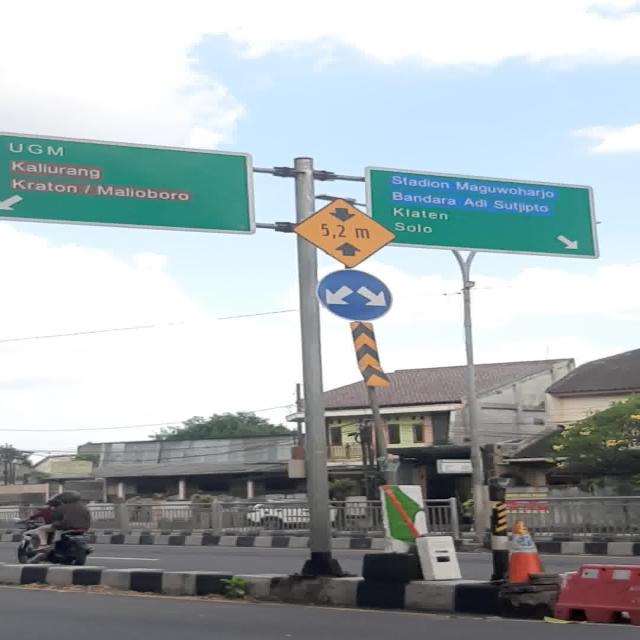 UGM
Kaliurang
Kraton / Malioboro
Stadion Maguwoharjo
Bandara Adi Sutjipto
Klaten
Solo
5,2 m